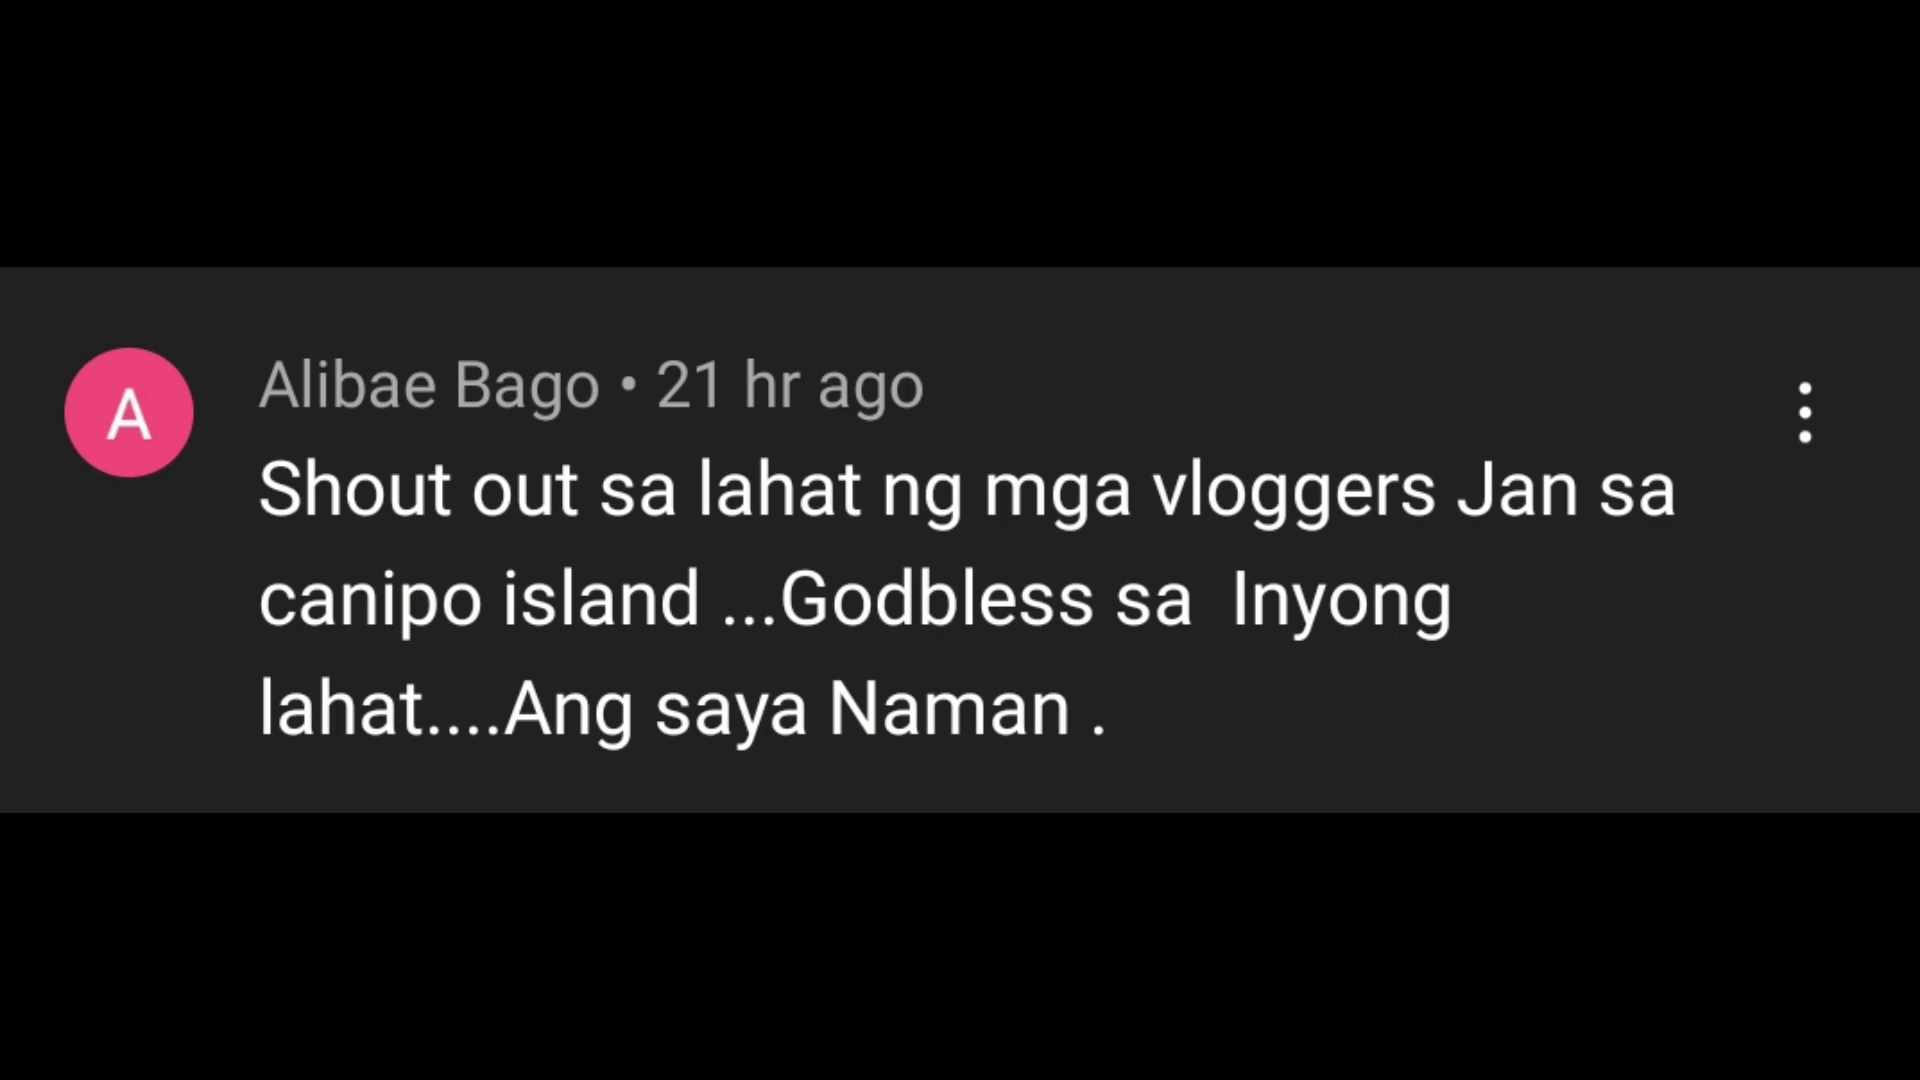 A
Alibae Bago • 21 hr ago
Shout out sa lahat ng mga vloggers Jan sa
canipo island ...Godbless sa  Inyong
lahat....Ang saya Naman .